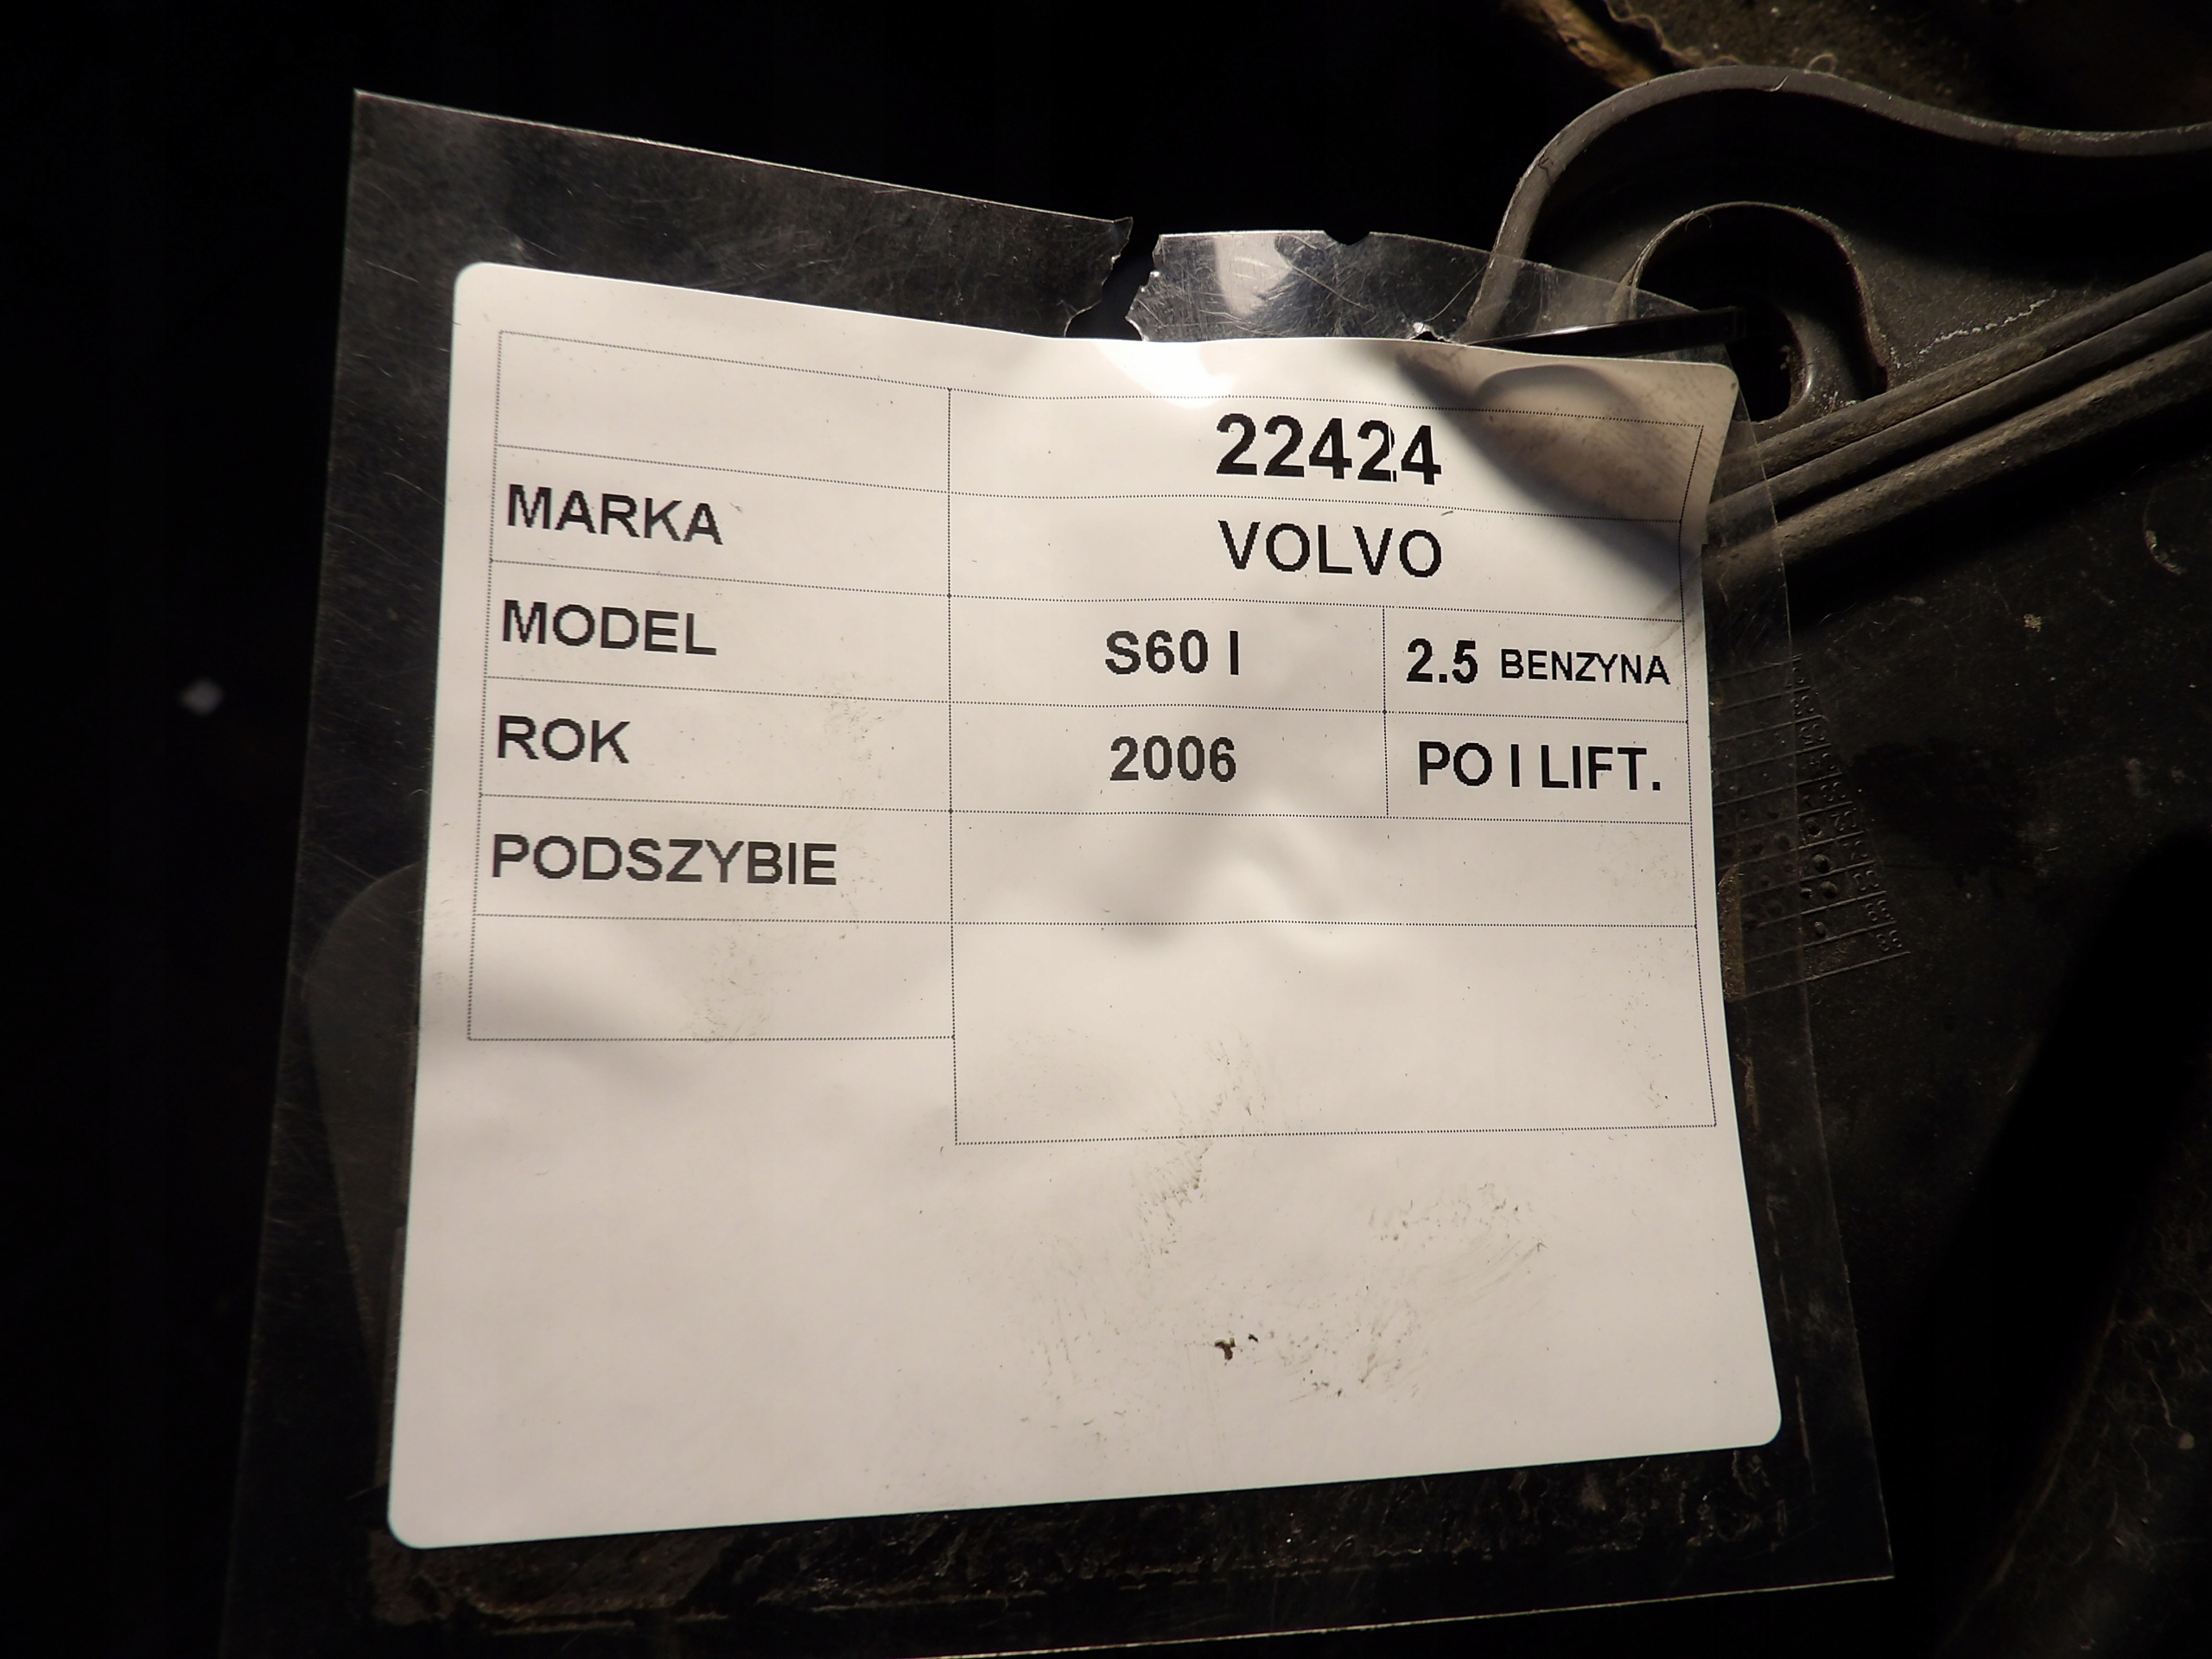 22424
MARKA VOLVO
MODEL S60 I 2.5 BENZYNA
ROK 2006 PO I LIFT.
PODSZYBIE